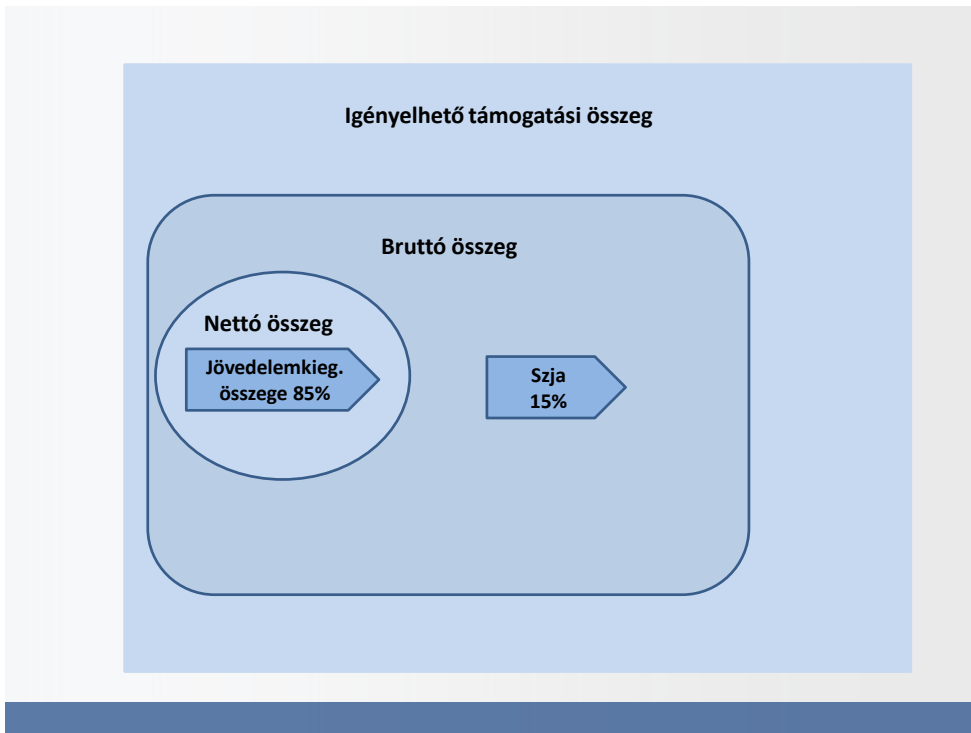 Igényelhető támogatási összeg
Bruttó összeg
Nettó összeg
Jövedelemkieg.
összege 85%
Szja
15%